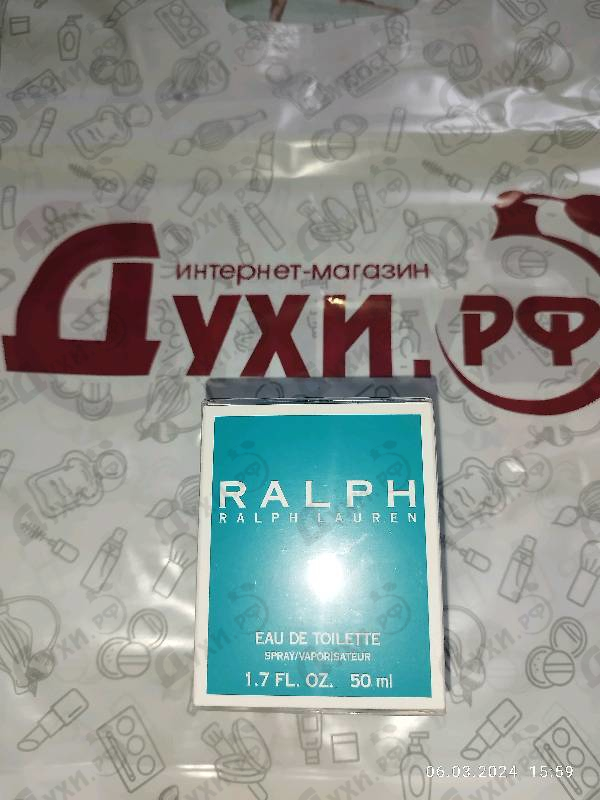 интернет-магазин
Духи.РФ
RALPH
RALPH LAUREN
EAU DE TOILETTE
SPRAY/VAPORISATEUR
1.7 FL. OZ. 50 ml
06.03.2024 15:59